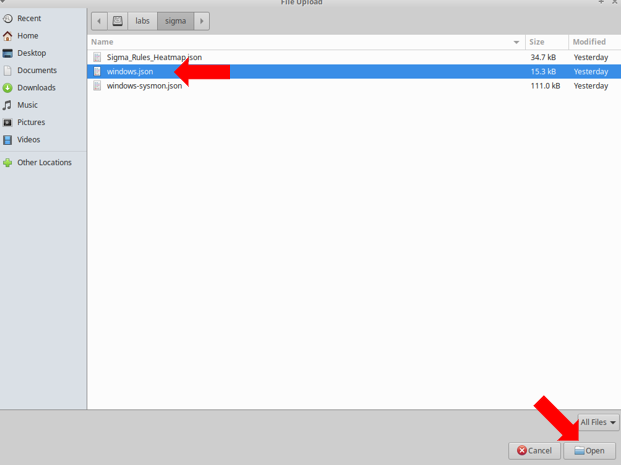 File Upload
Recent
Home
Desktop
Documents
Downloads
Music
Pictures
Videos
Other Locations
labs
sigma
Name Size Modified
Sigma_Rules_Heatmap.json 34.7 kB Yesterday
windows.json 15.3 kB Yesterday
windows-sysmon.json 111.0 kB Yesterday
All Files
Cancel Open